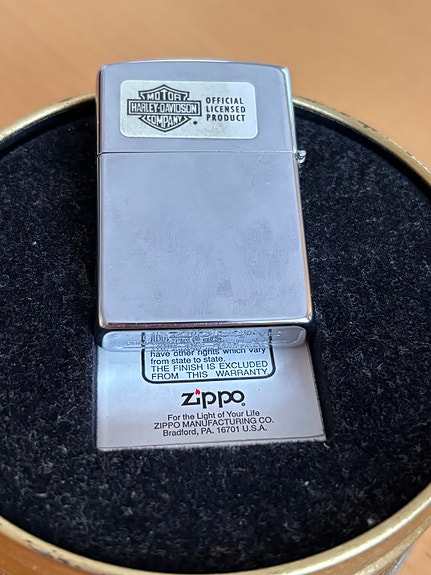 MOTOR
HARLEY-DAVIDSON
COMPANY
OFFICIAL
LICENSED
PRODUCT
have other rights which vary
from state to state.
THE FINISH IS EXCLUDED
FROM THIS WARRANTY
zippo
For the Light of Your Life
ZIPPO MANUFACTURING CO.
Bradford, PA. 16701 U.S.A.